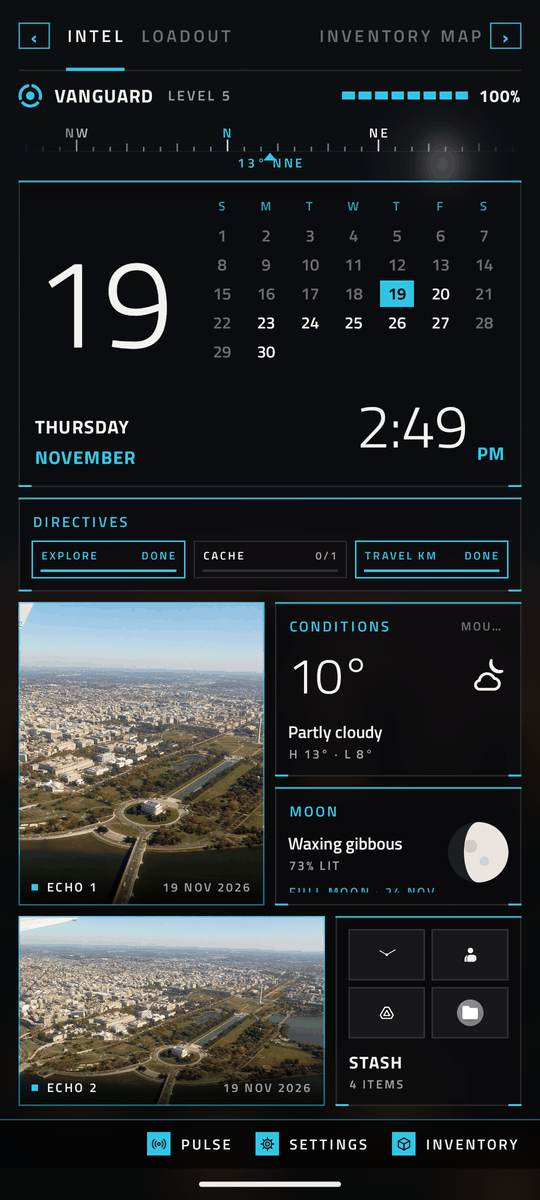 ‹ INTEL LOADOUT INVENTORY MAP ›
VANGUARD LEVEL 5 100%
NW N NE
13° NNE
S M T W T F S
1 2 3 4 5 6 7
8 9 10 11 12 13 14
15 16 17 18 19 20 21
22 23 24 25 26 27 28
29 30
19
THURSDAY
NOVEMBER
2:49 PM
DIRECTIVES
EXPLORE DONE
CACHE 0/1
TRAVEL KM DONE
ECHO 1 19 NOV 2026
CONDITIONS MOU...
10°
Partly cloudy
H 13° · L 8°
MOON
Waxing gibbous
73% LIT
FULL MOON · 24 NOV
ECHO 2 19 NOV 2026
STASH
4 ITEMS
PULSE SETTINGS INVENTORY